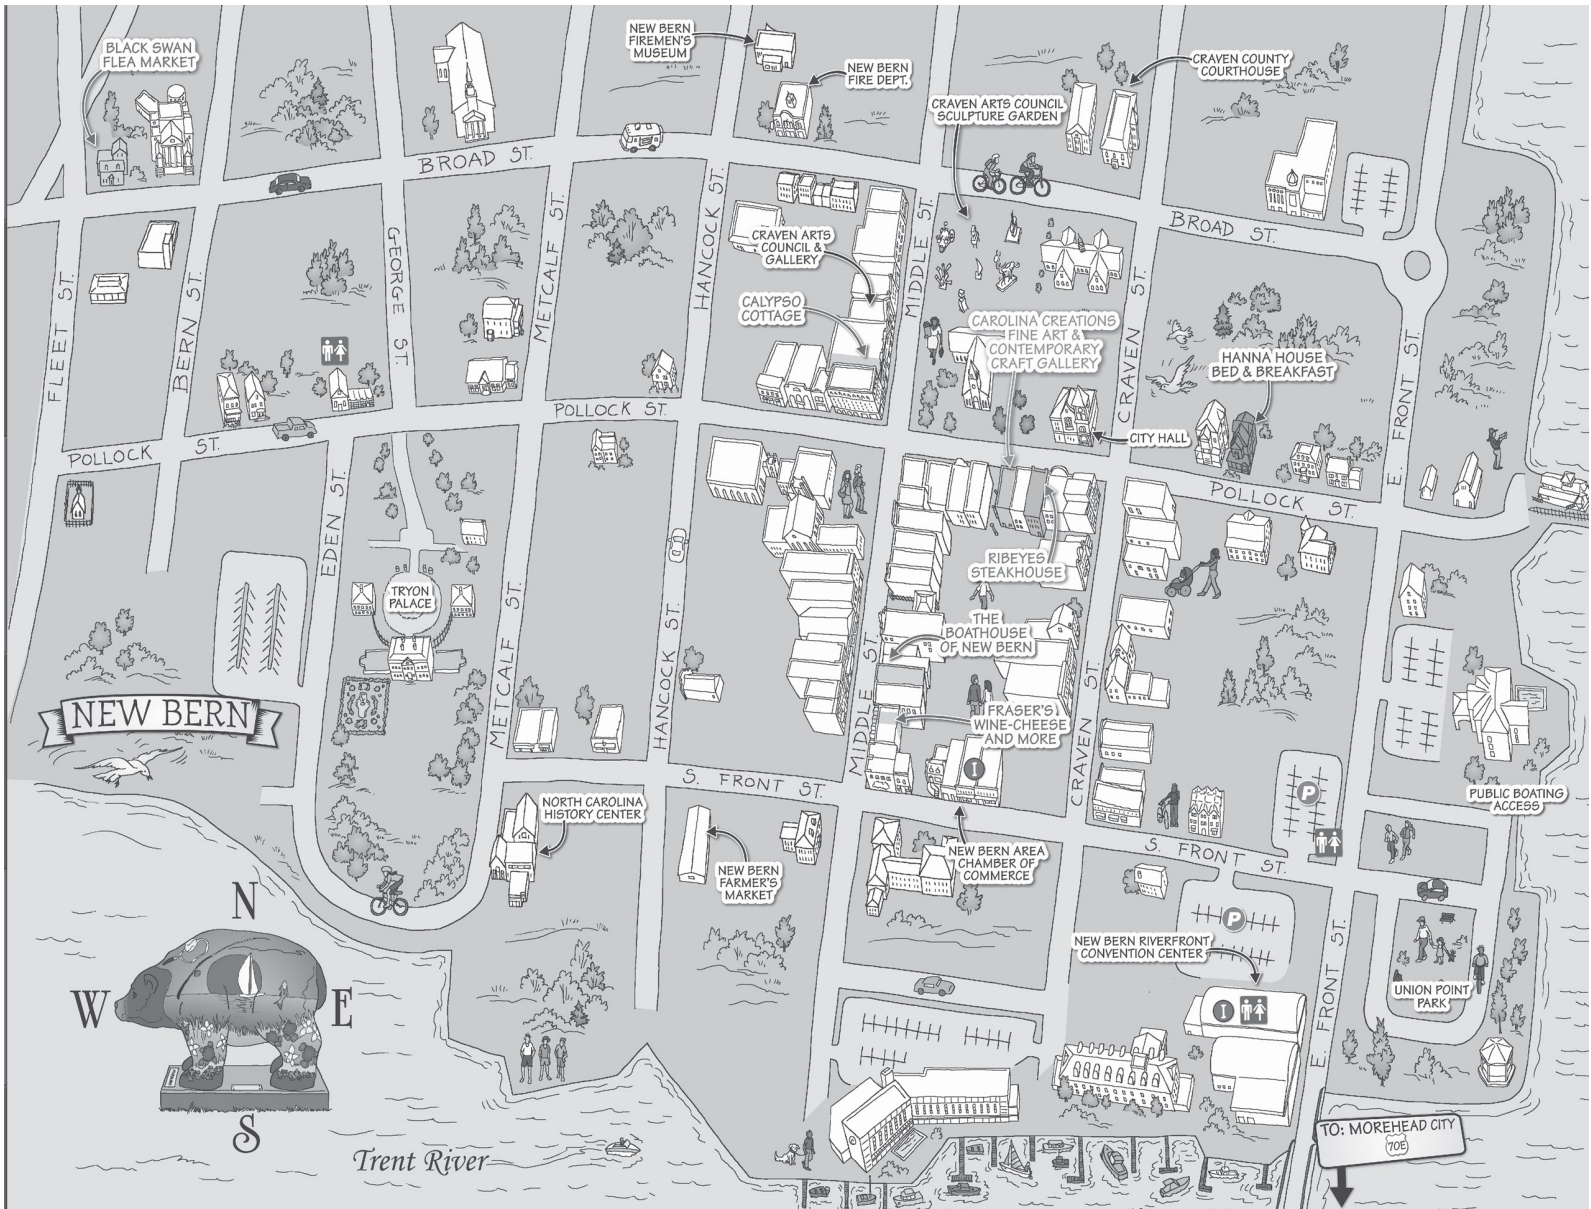 BLACK SWAN
FLEA MARKET
NEW BERN
FIREMEN'S
MUSEUM
NEW BERN
FIRE DEPT.
CRAVEN COUNTY
COURTHOUSE
CRAVEN ARTS COUNCIL
SCULPTURE GARDEN
BROAD ST.
BROAD ST.
FLEET ST.
BERN ST.
GEORGE ST.
METCALF ST.
HANCOCK ST.
MIDDLE ST.
CRAVEN ST.
E. FRONT ST.
CRAVEN ARTS
COUNCIL &
GALLERY
CALYPSO
COTTAGE
CAROLINA CREATIONS
FINE ART &
CONTEMPORARY
CRAFT GALLERY
HANNA HOUSE
BED & BREAKFAST
CITY HALL
POLLOCK ST.
POLLOCK ST.
POLLOCK ST.
EDEN ST.
METCALF ST.
HANCOCK ST.
MIDDLE ST.
CRAVEN ST.
TRYON
PALACE
RIBEYES
STEAKHOUSE
THE
BOATHOUSE
OF NEW BERN
FRASER'S
WINE-CHEESE
AND MORE
I
NEW BERN
S. FRONT ST.
S. FRONT ST.
P
PUBLIC BOATING
ACCESS
NORTH CAROLINA
HISTORY CENTER
NEW BERN
FARMER'S
MARKET
NEW BERN AREA
CHAMBER OF
COMMERCE
P
NEW BERN RIVERFRONT
CONVENTION CENTER
I
E. FRONT ST.
UNION POINT
PARK
N
W
E
S
Trent River
TO: MOREHEAD CITY
70E